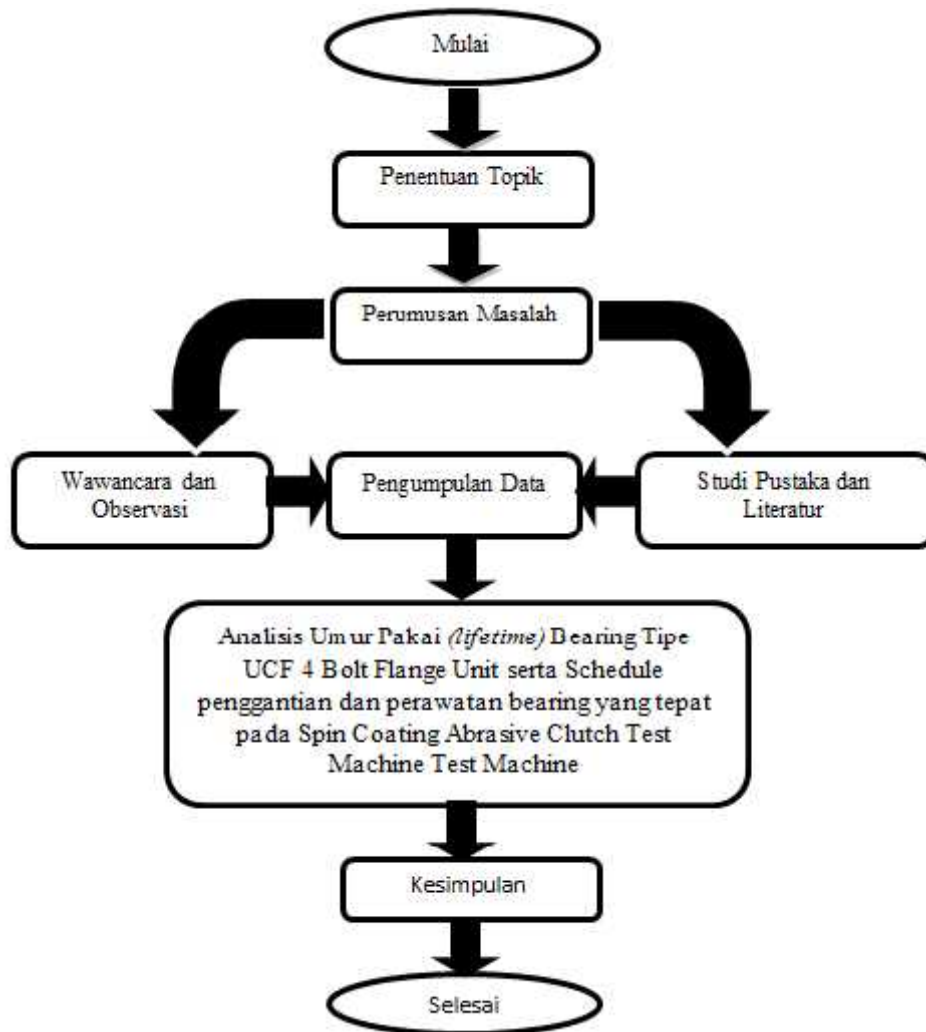 Mulai
Penentuan Topik
Perumusan Masalah
Wawancara dan
Observasi
Pengumpulan Data
Studi Pustaka dan
Literatur
Analisis Umur Pakai (lifetime) Bearing Tipe
UCF 4 Bolt Flange Unit serta Schedule
penggantian dan perawatan bearing yang tepat
pada Spin Coating Abrasive Clutch Test
Machine Test Machine
Kesimpulan
Selesai